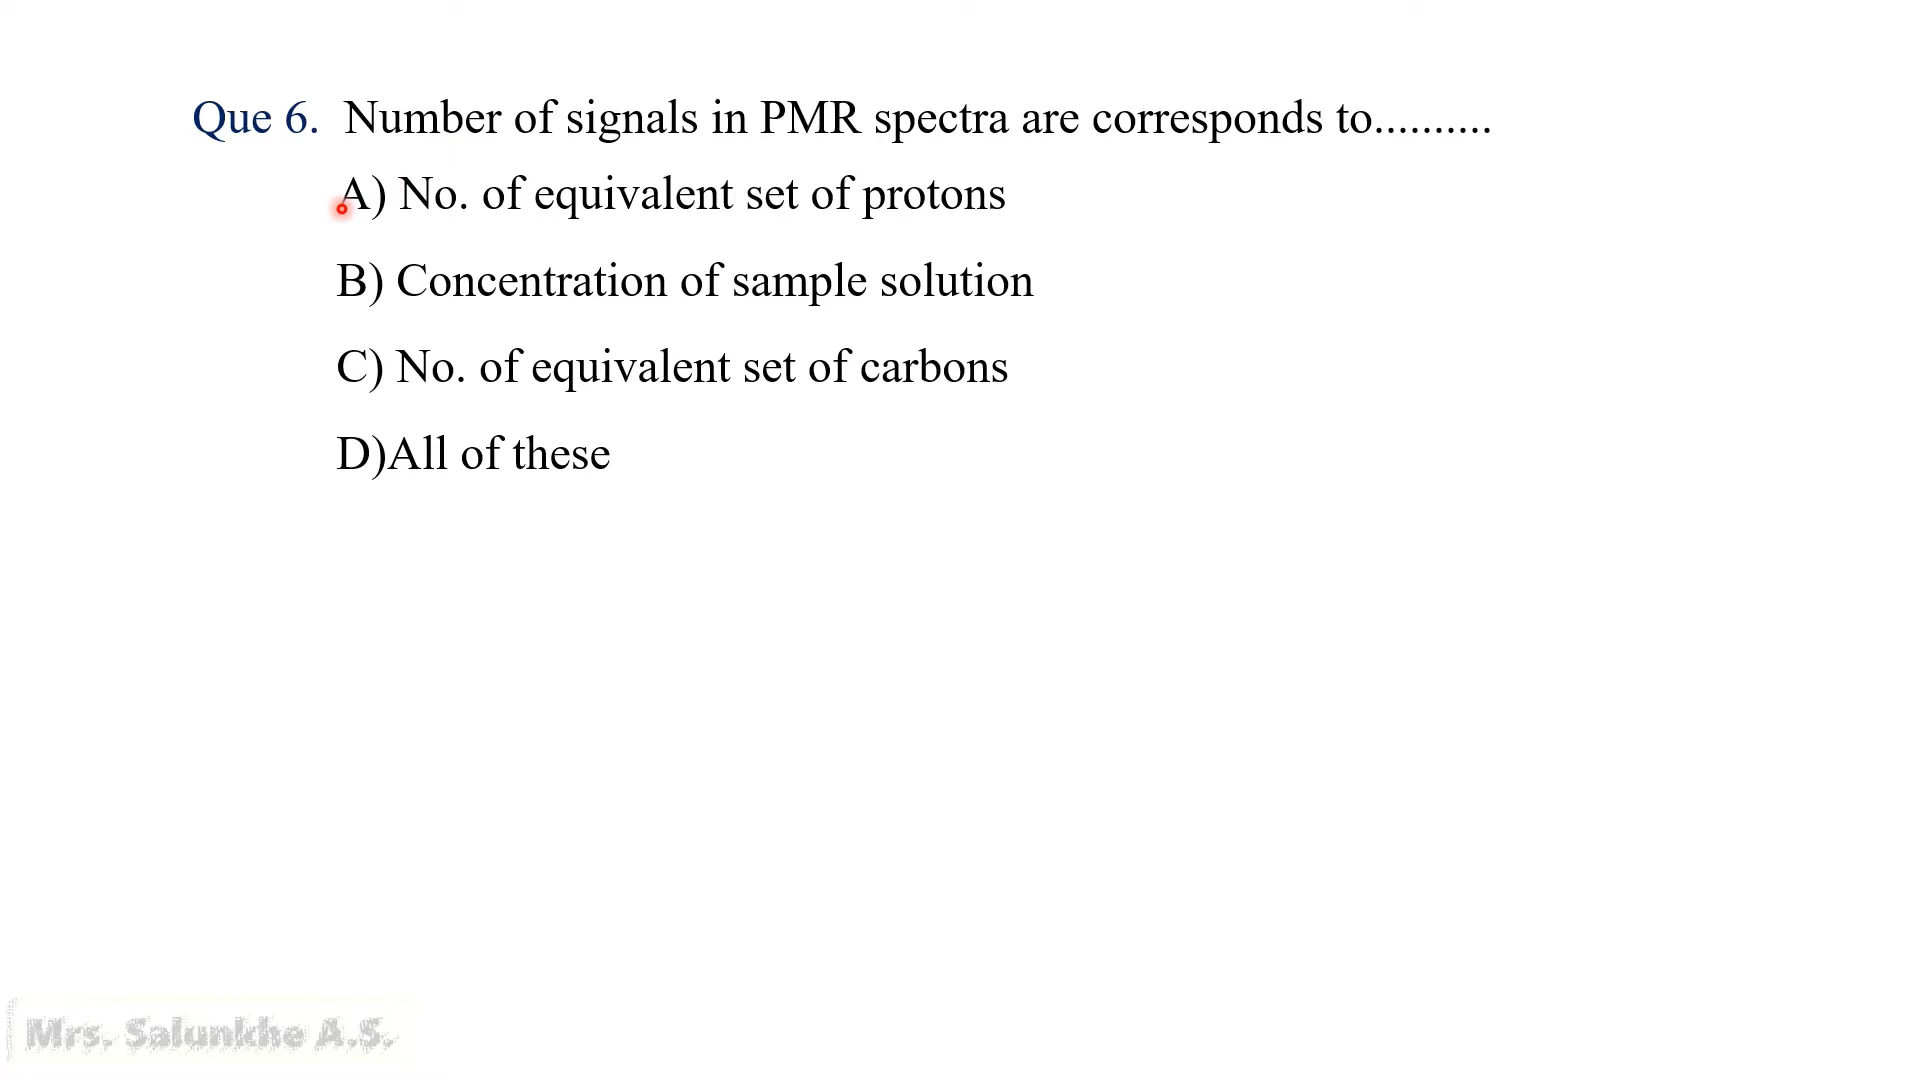 Que 6. Number of signals in PMR spectra are corresponds to..........
A) No. of equivalent set of protons
B) Concentration of sample solution
C) No. of equivalent set of carbons
D)All of these
Mrs. Salunkhe A.S.